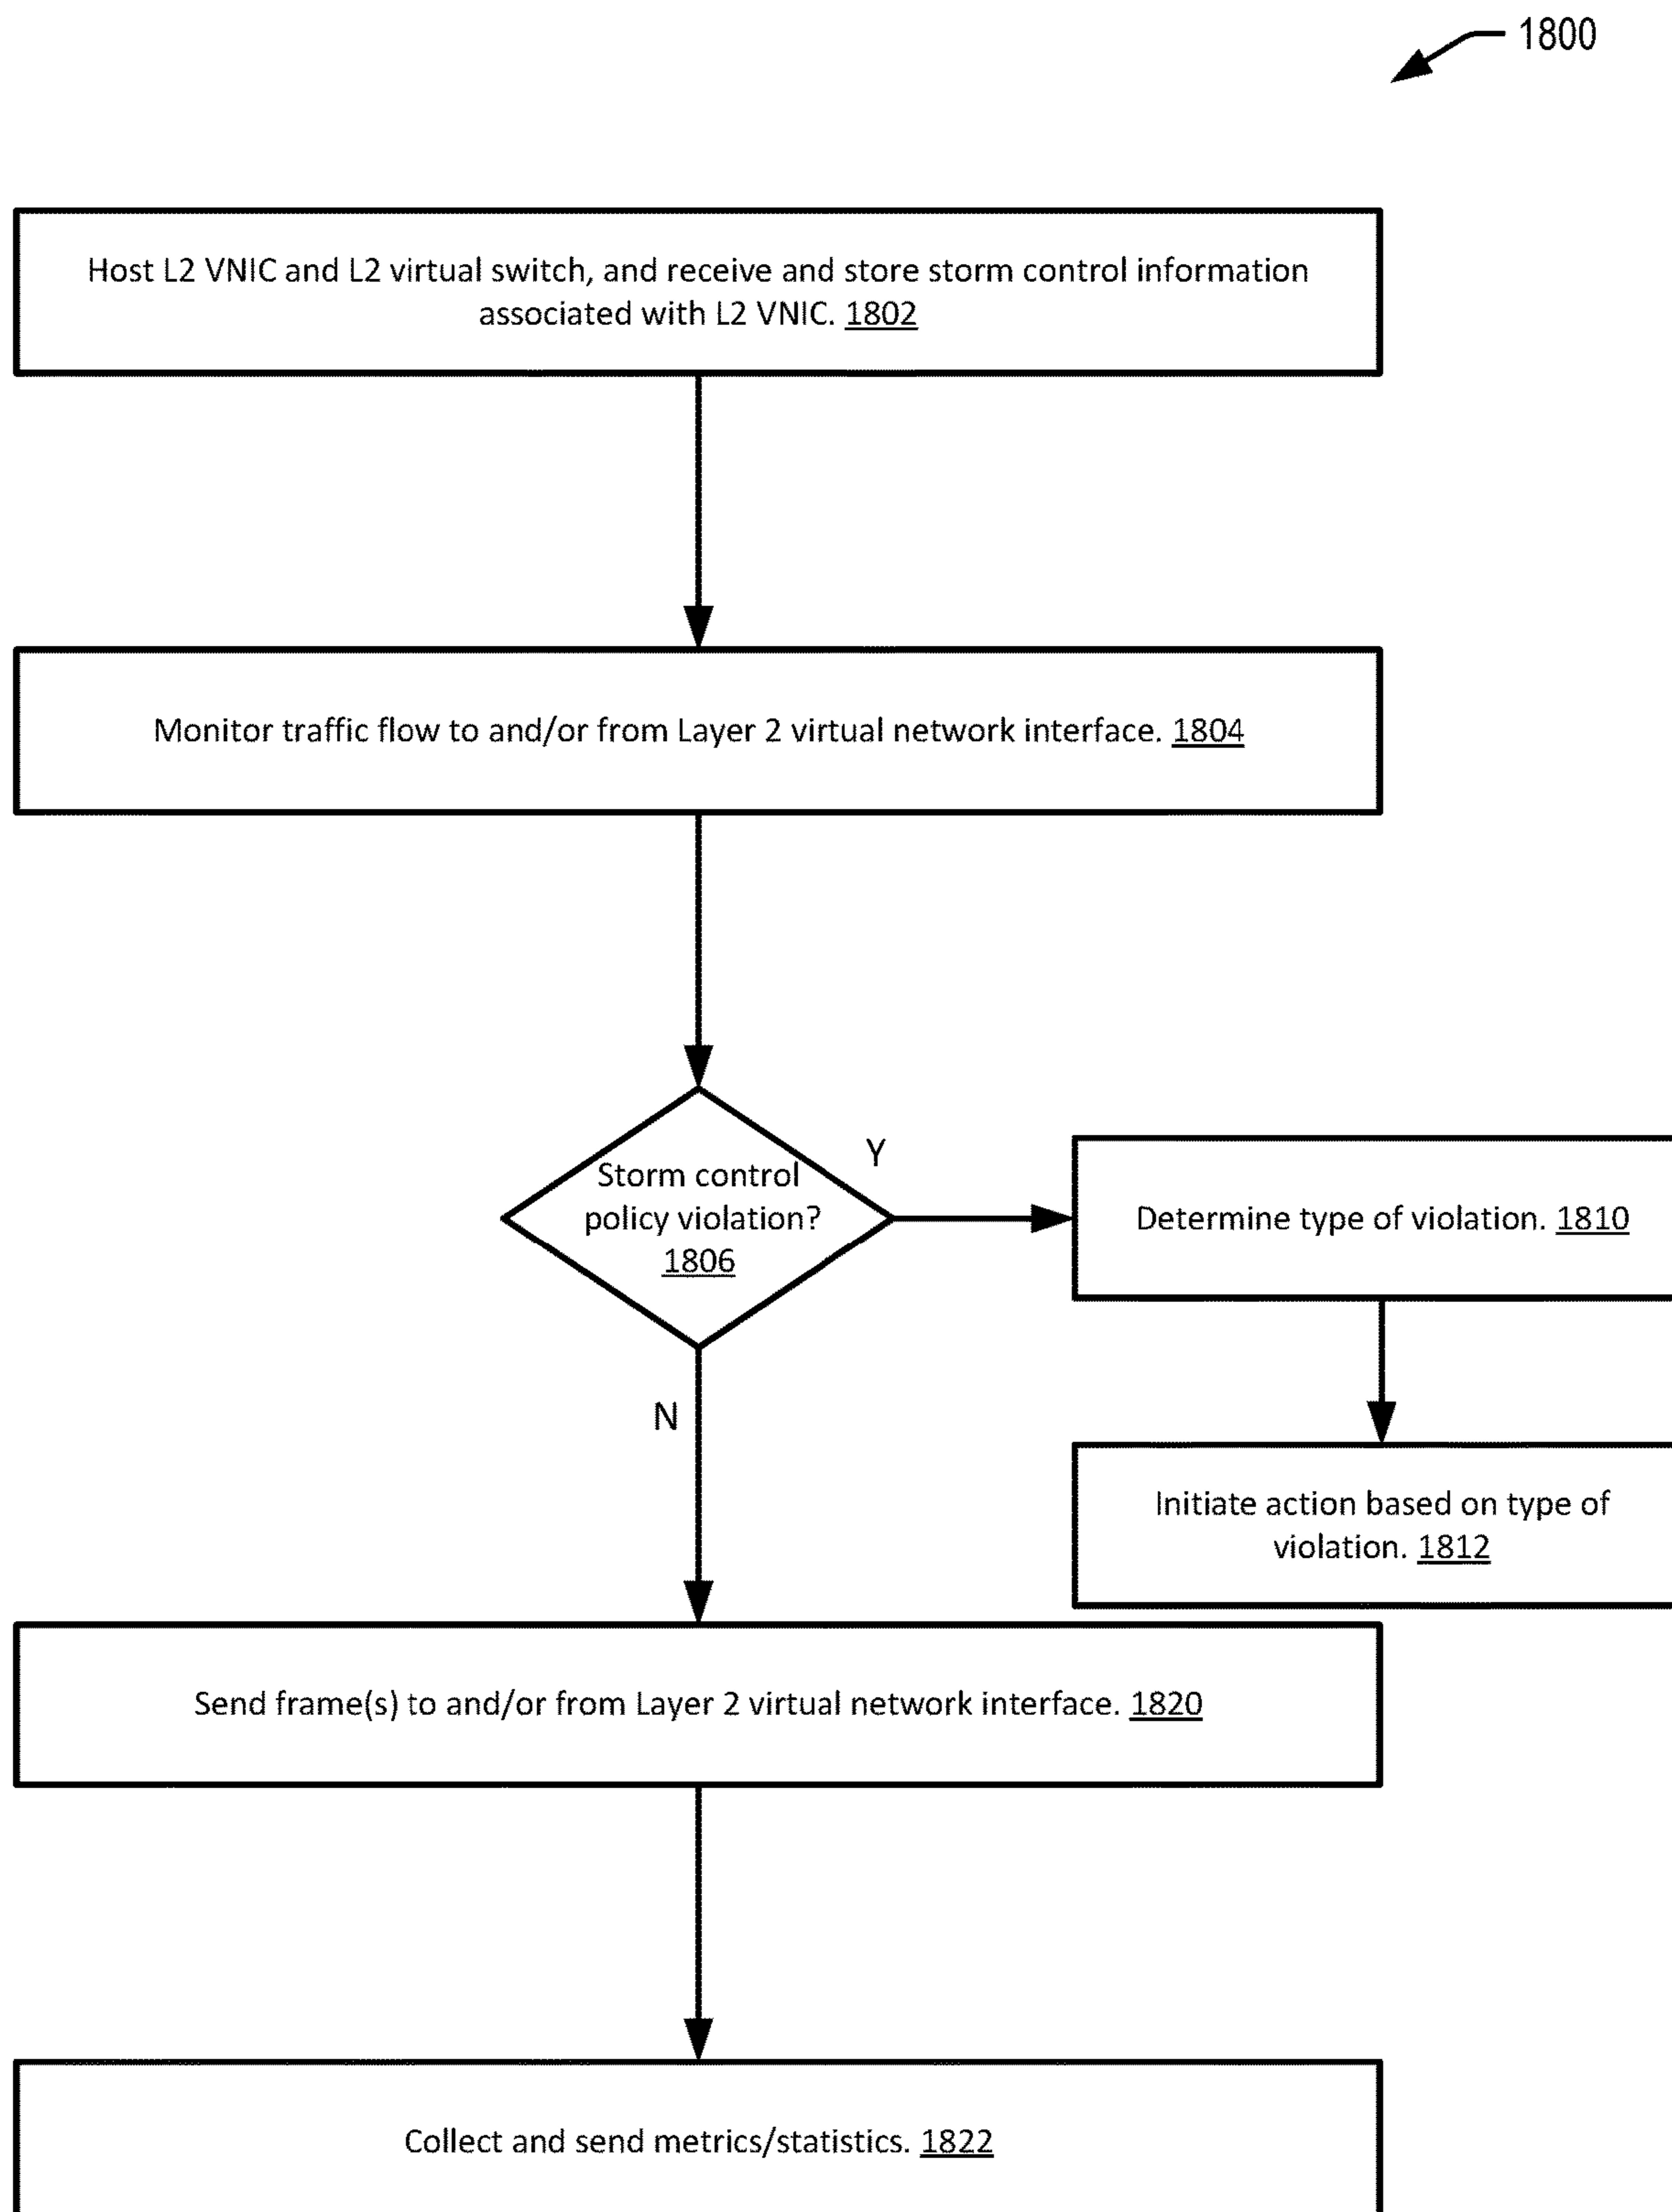 1800
Host L2 VNIC and L2 virtual switch, and receive and store storm control information
associated with L2 VNIC. 1802
Monitor traffic flow to and/or from Layer 2 virtual network interface. 1804
Storm control
policy violation?
1806
Y
Determine type of violation. 1810
N
Initiate action based on type of
violation. 1812
Send frame(s) to and/or from Layer 2 virtual network interface. 1820
Collect and send metrics/statistics. 1822